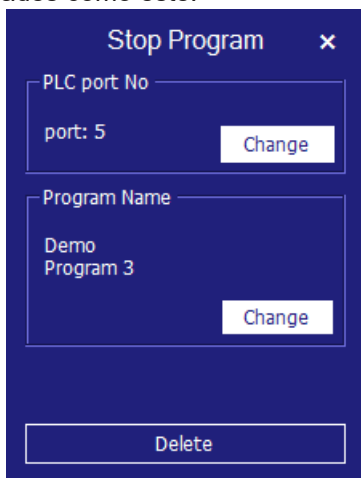 Stop Program ×
PLC port No
port: 5
Change
Program Name
Demo
Program 3
Change
Delete